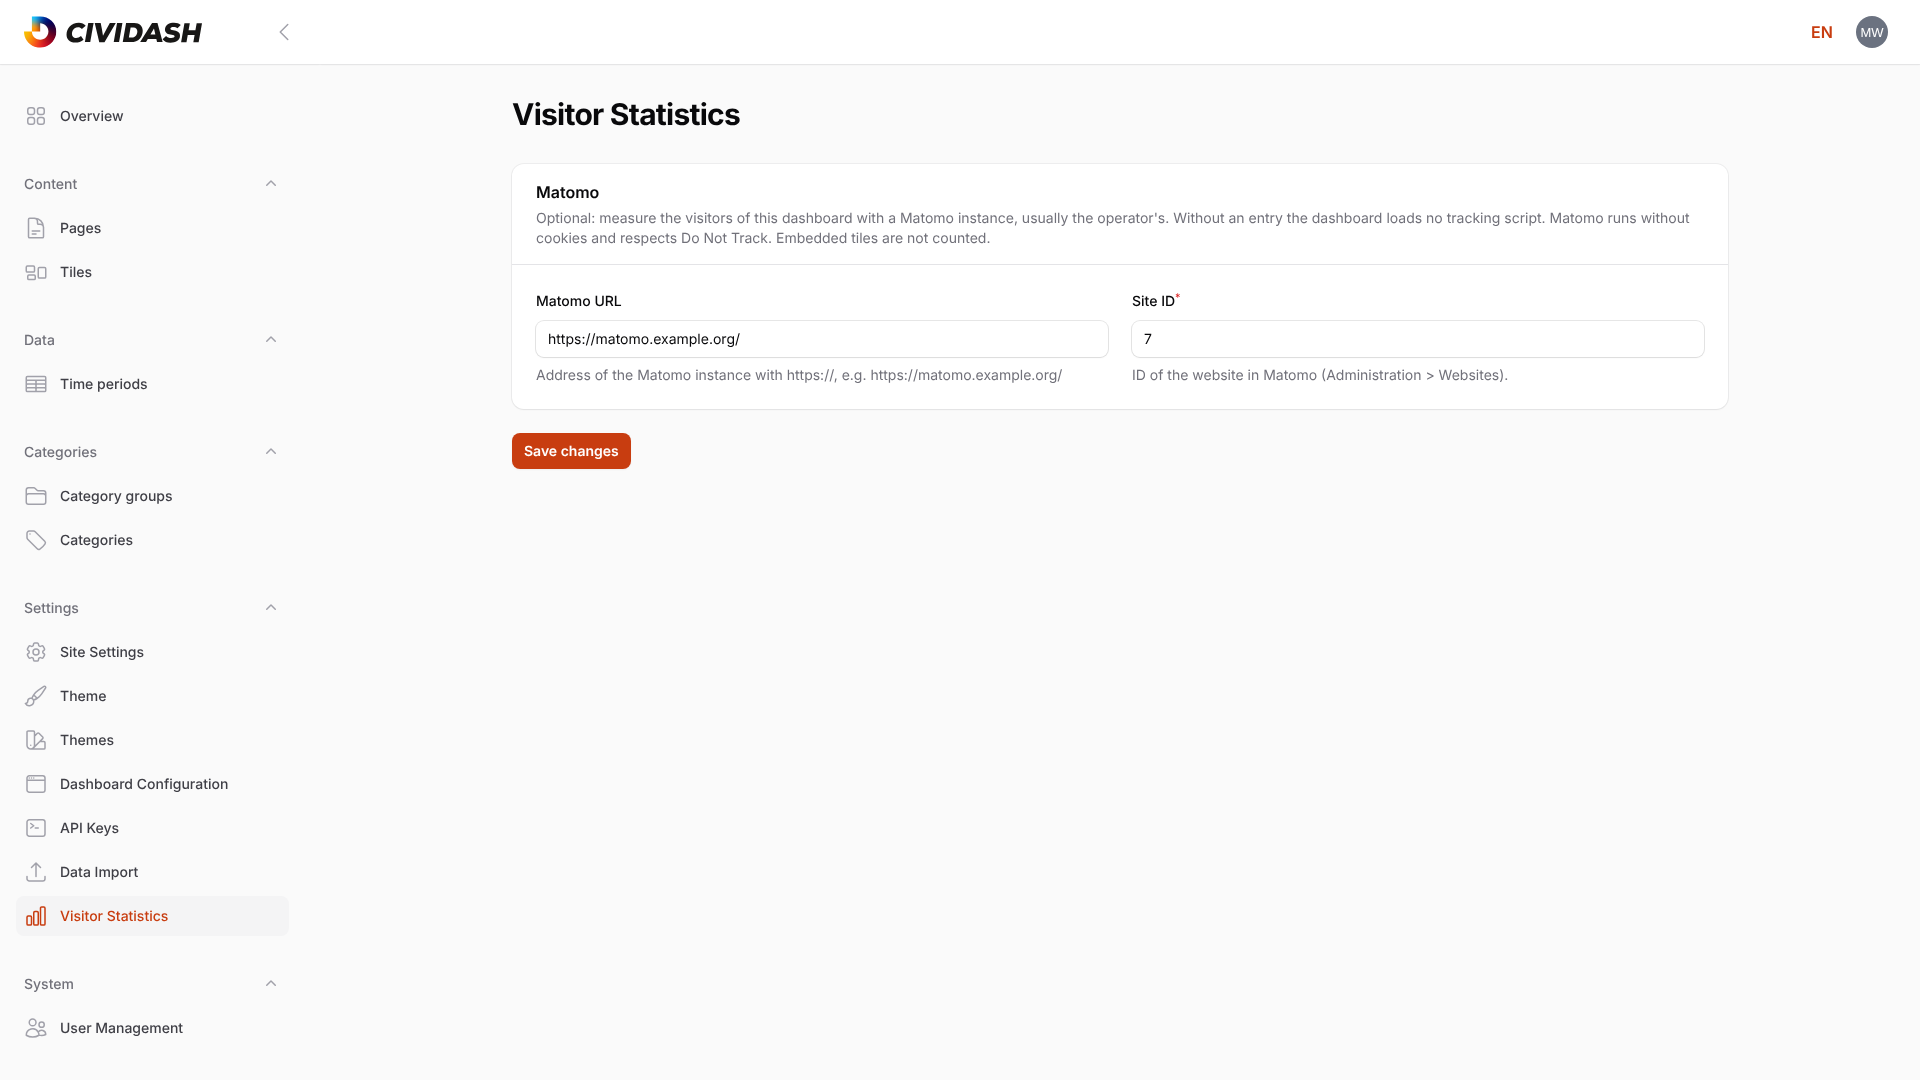 CIVIDASH
EN
MW
Overview
Content
Pages
Tiles
Data
Time periods
Categories
Category groups
Categories
Settings
Site Settings
Theme
Themes
Dashboard Configuration
API Keys
Data Import
Visitor Statistics
System
User Management
Visitor Statistics
Matomo
Optional: measure the visitors of this dashboard with a Matomo instance, usually the operator's. Without an entry the dashboard loads no tracking script. Matomo runs without
cookies and respects Do Not Track. Embedded tiles are not counted.
Matomo URL
https://matomo.example.org/
Address of the Matomo instance with https://, e.g. https://matomo.example.org/
Site ID*
7
ID of the website in Matomo (Administration > Websites).
Save changes